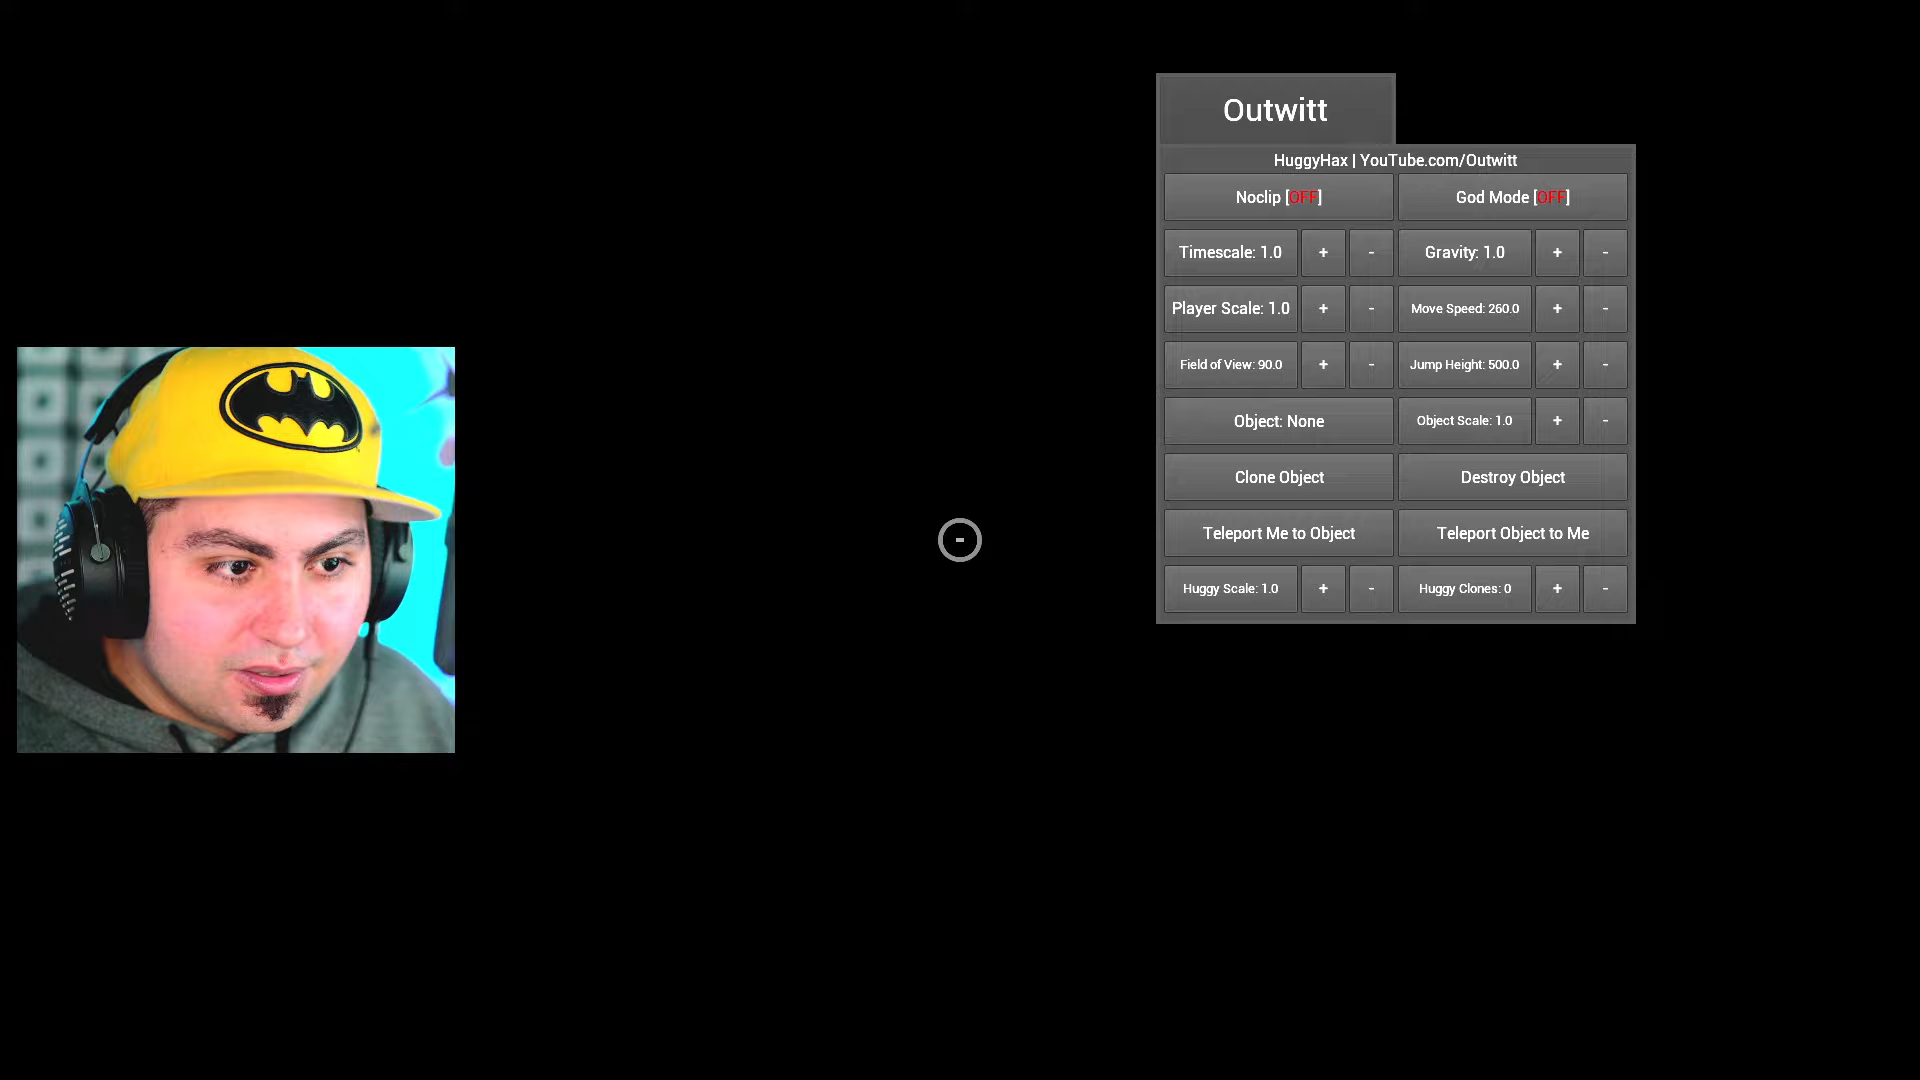 Outwitt
HuggyHax | YouTube.com/Outwitt
Noclip [OFF] God Mode [OFF]
Timescale: 1.0 + - Gravity: 1.0 + -
Player Scale: 1.0 + - Move Speed: 260.0 + -
Field of View: 90.0 + - Jump Height: 500.0 + -
Object: None Object Scale: 1.0 + -
Clone Object Destroy Object
Teleport Me to Object Teleport Object to Me
Huggy Scale: 1.0 + - Huggy Clones: 0 + -